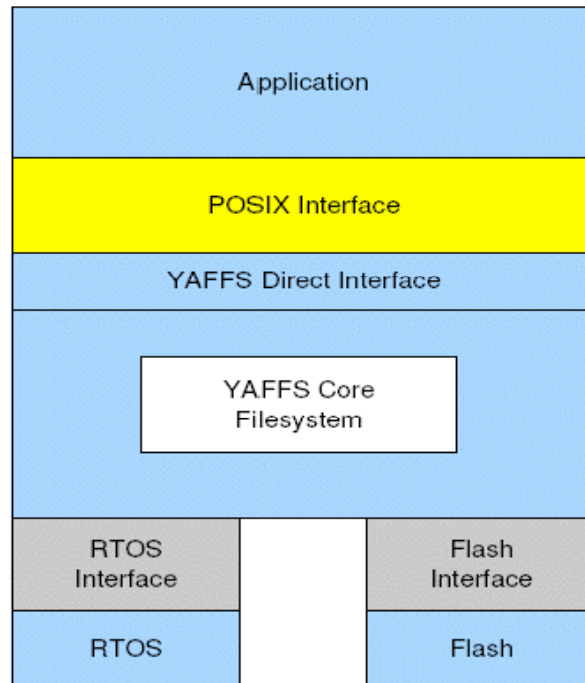 Application
POSIX Interface
YAFFS Direct Interface
YAFFS Core
Filesystem
RTOS
Interface
Flash
Interface
RTOS
Flash